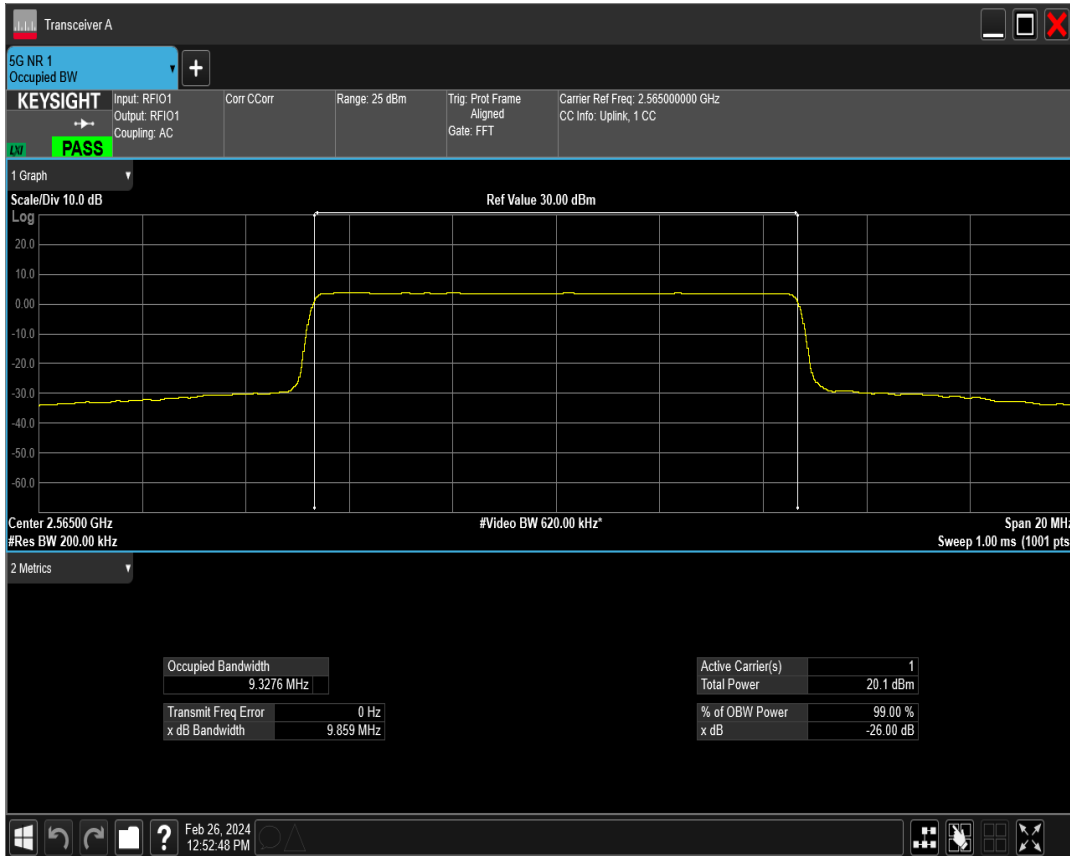 Transceiver A
5G NR 1
Occupied BW
KEYSIGHT
LXI
PASS
Input: RFIO1
Output: RFIO1
Coupling: AC
Corr CCorr
Range: 25 dBm
Trig: Prot Frame
Aligned
Gate: FFT
Carrier Ref Freq: 2.565000000 GHz
CC Info: Uplink, 1 CC
1 Graph
Scale/Div 10.0 dB
Ref Value 30.00 dBm
Log
20.0
10.0
0.00
-10.0
-20.0
-30.0
-40.0
-50.0
-60.0
Center 2.56500 GHz
#Video BW 620.00 kHz*
Span 20 MHz
#Res BW 200.00 kHz
Sweep 1.00 ms (1001 pts
2 Metrics
Occupied Bandwidth
9.3276 MHz
Transmit Freq Error 0 Hz
x dB Bandwidth 9.859 MHz
Active Carrier(s) 1
Total Power 20.1 dBm
% of OBW Power 99.00 %
x dB -26.00 dB
?
Feb 26, 2024
12:52:48 PM